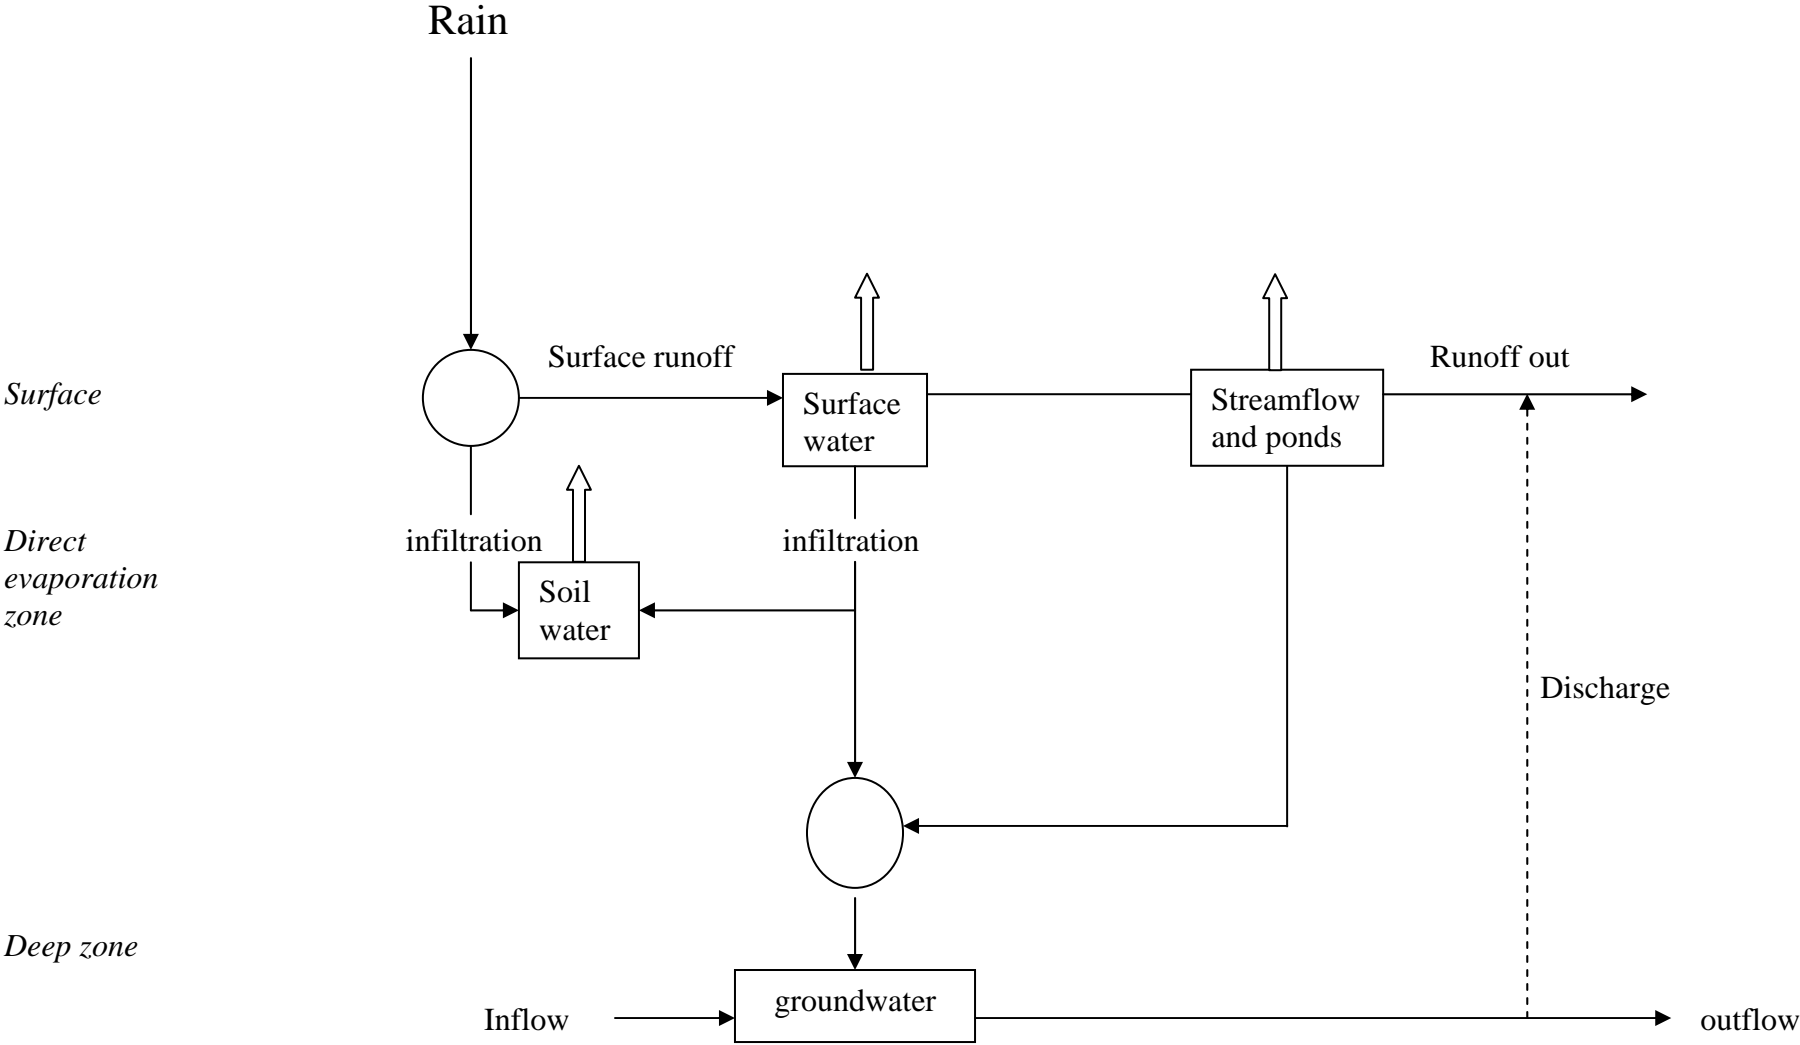 Rain
Surface runoff
Runoff out
Surface
Surface
water
Streamflow
and ponds
Direct
evaporation
zone
infiltration
infiltration
Soil
water
Discharge
Deep zone
groundwater
Inflow
outflow